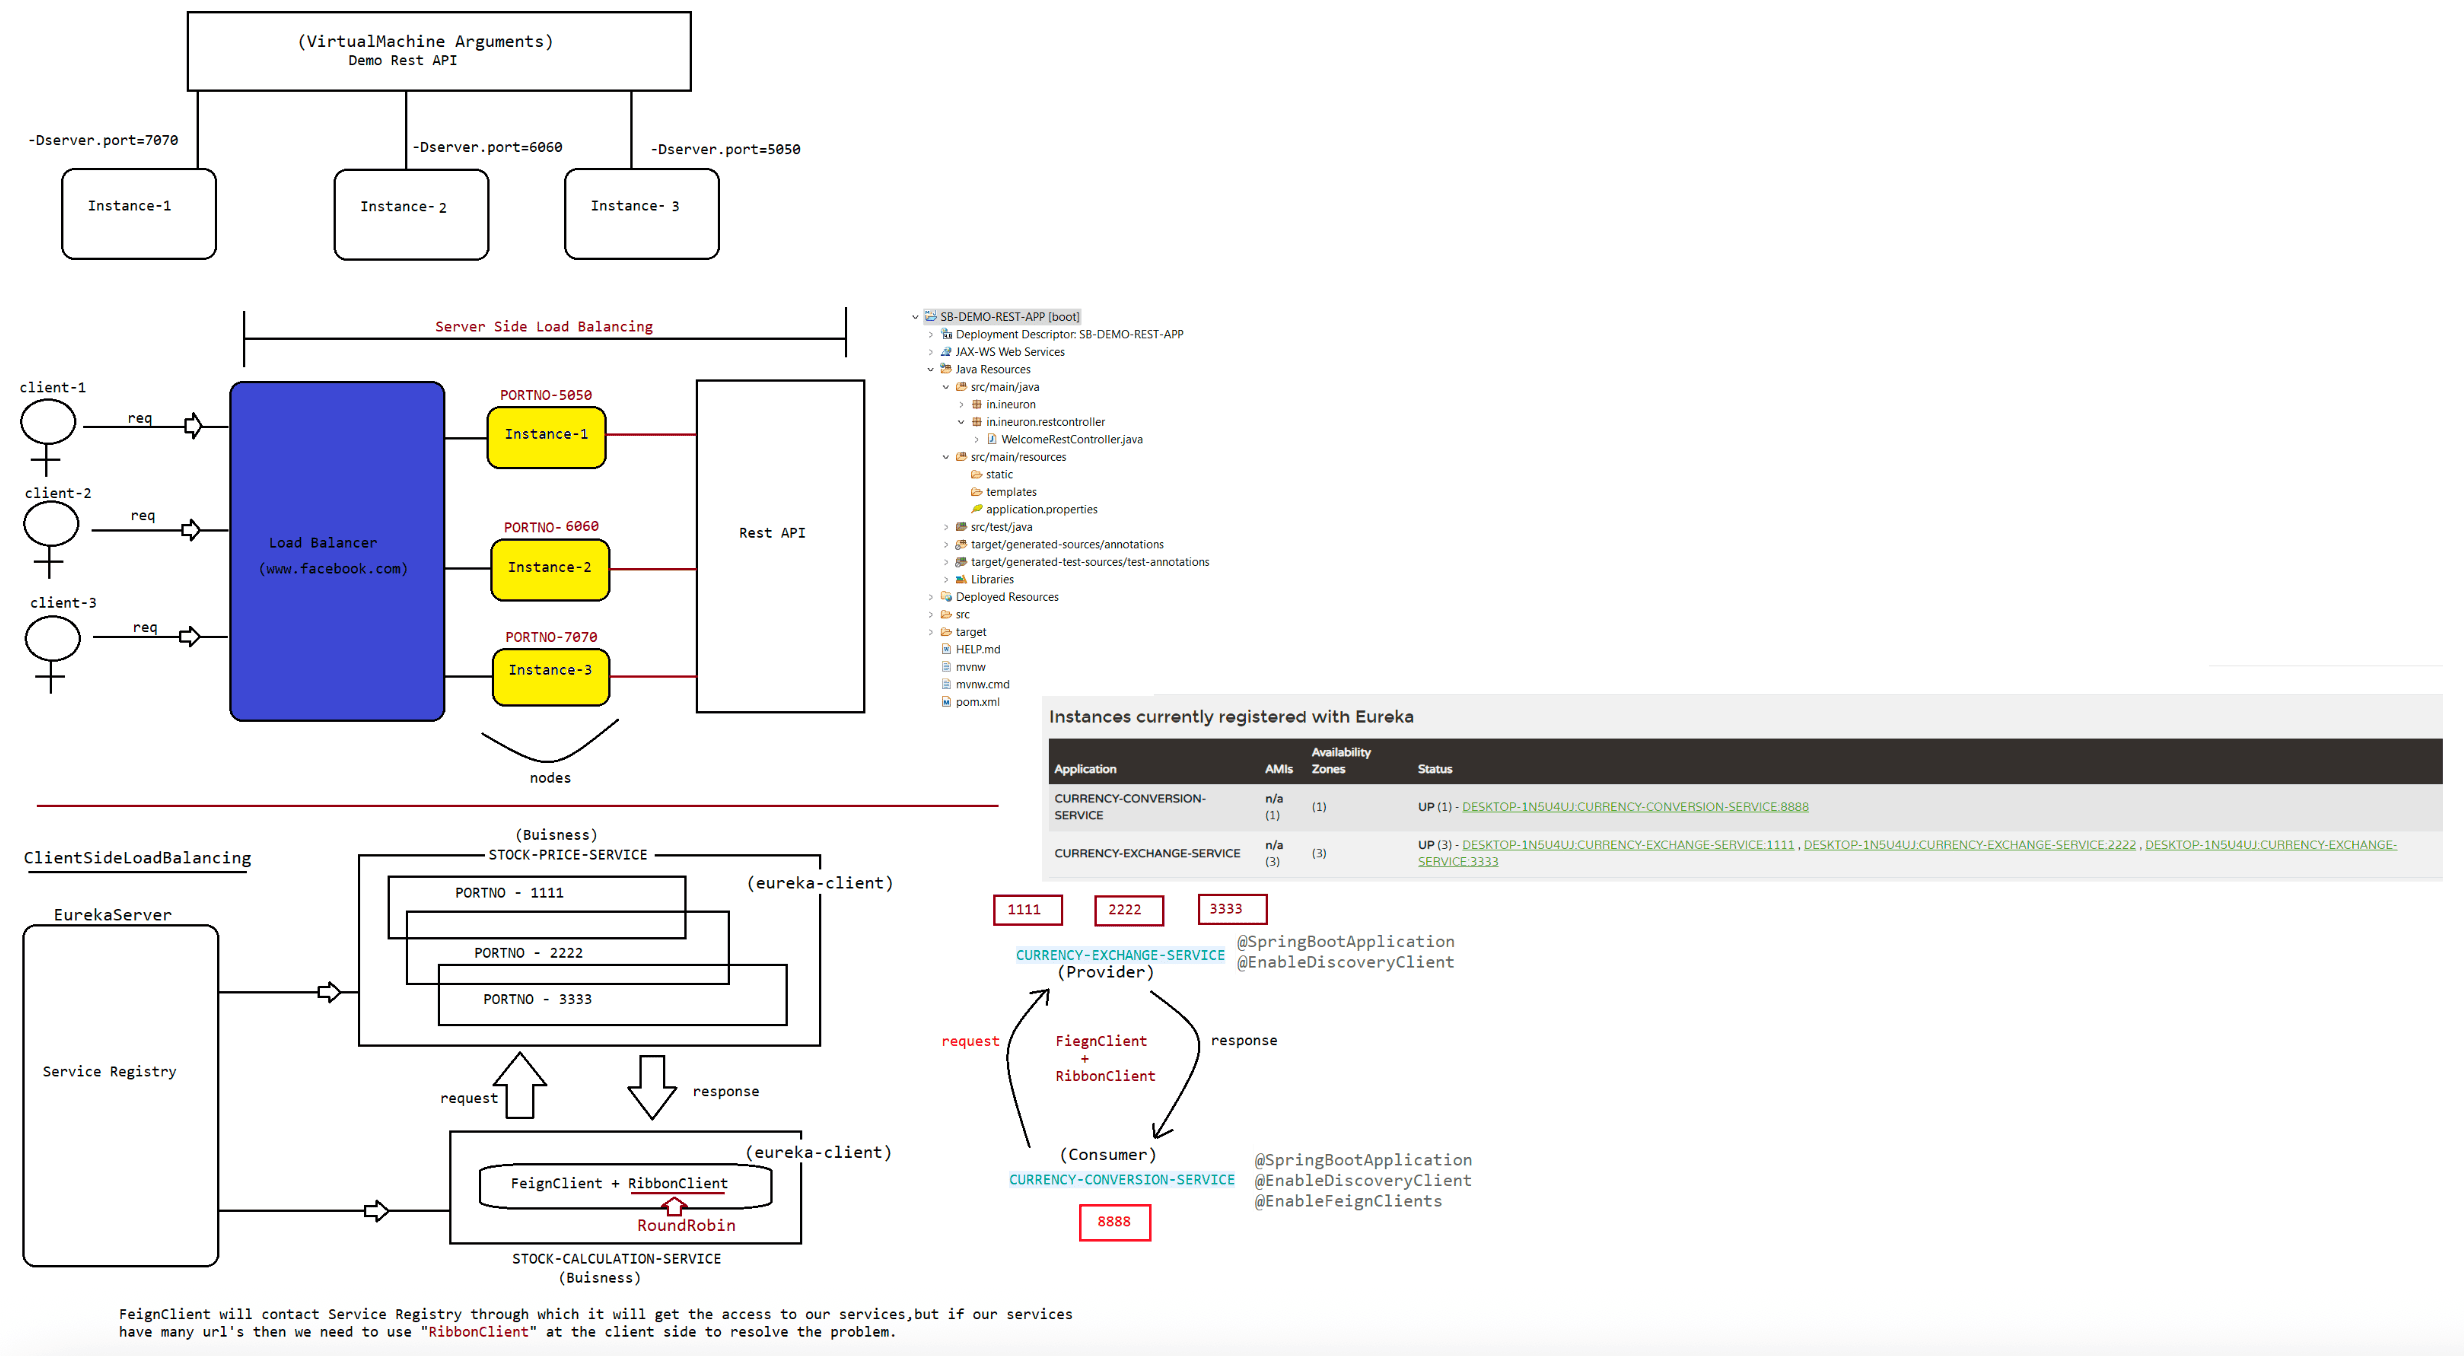 (VirtualMachine Arguments)
Demo Rest API
-Dserver.port=7070
-Dserver.port=6060
-Dserver.port=5050
Instance-1
Instance- 2
Instance- 3
Server Side Load Balancing
client-1
req
client-2
req
client-3
req
Load Balancer
(www.facebook.com)
PORTNO-5050
Instance-1
PORTNO- 6060
Instance-2
PORTNO-7070
Instance-3
Rest API
nodes
SB-DEMO-REST-APP [boot]
Deployment Descriptor: SB-DEMO-REST-APP
JAX-WS Web Services
Java Resources
src/main/java
in.ineuron
in.ineuron.restcontroller
WelcomeRestController.java
src/main/resources
static
templates
application.properties
src/test/java
target/generated-sources/annotations
target/generated-test-sources/test-annotations
Libraries
Deployed Resources
src
target
HELP.md
mvnw
mvnw.cmd
pom.xml
Instances currently registered with Eureka
Application AMIs Availability Zones Status
CURRENCY-CONVERSION-SERVICE n/a (1) (1) UP (1) - DESKTOP-1N5U4UJ:CURRENCY-CONVERSION-SERVICE:8888
CURRENCY-EXCHANGE-SERVICE n/a (3) (3) UP (3) - DESKTOP-1N5U4UJ:CURRENCY-EXCHANGE-SERVICE:1111 , DESKTOP-1N5U4UJ:CURRENCY-EXCHANGE-SERVICE:2222 , DESKTOP-1N5U4UJ:CURRENCY-EXCHANGE-SERVICE:3333
ClientSideLoadBalancing
EurekaServer
Service Registry
(Buisness)
STOCK-PRICE-SERVICE
(eureka-client)
PORTNO - 1111
PORTNO - 2222
PORTNO - 3333
request
response
(eureka-client)
FeignClient + RibbonClient
RoundRobin
STOCK-CALCULATION-SERVICE
(Buisness)
1111
2222
3333
CURRENCY-EXCHANGE-SERVICE
(Provider)
@SpringBootApplication
@EnableDiscoveryClient
request
FiegnClient
+
RibbonClient
response
(Consumer)
CURRENCY-CONVERSION-SERVICE
@SpringBootApplication
@EnableDiscoveryClient
@EnableFeignClients
8888
FeignClient will contact Service Registry through which it will get the access to our services,but if our services
have many url's then we need to use "RibbonClient" at the client side to resolve the problem.